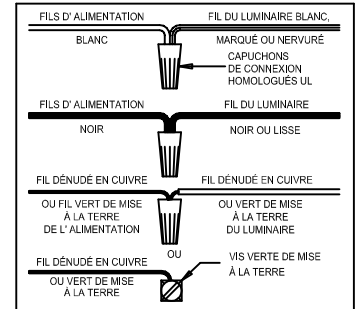 FILS D' ALIMENTATION
FIL DU LUMINAIRE BLANC,
BLANC
MARQUÉ OU NERVURÉ
CAPUCHONS
DE CONNEXION
HOMOLOGUÉS UL
FILS D' ALIMENTATION
FIL DU LUMINAIRE
NOIR
NOIR OU LISSE
FIL DÉNUDÉ EN CUIVRE
FIL DÉNUDÉ EN CUIVRE
OU FIL VERT DE MISE
À LA TERRE
DE L' ALIMENTATION
OU VERT DE MISE
À LA TERRE
DU LUMINAIRE
OU
FIL DÉNUDÉ EN CUIVRE
OU VERT DE MISE
À LA TERRE
VIS VERTE DE MISE
À LA TERRE